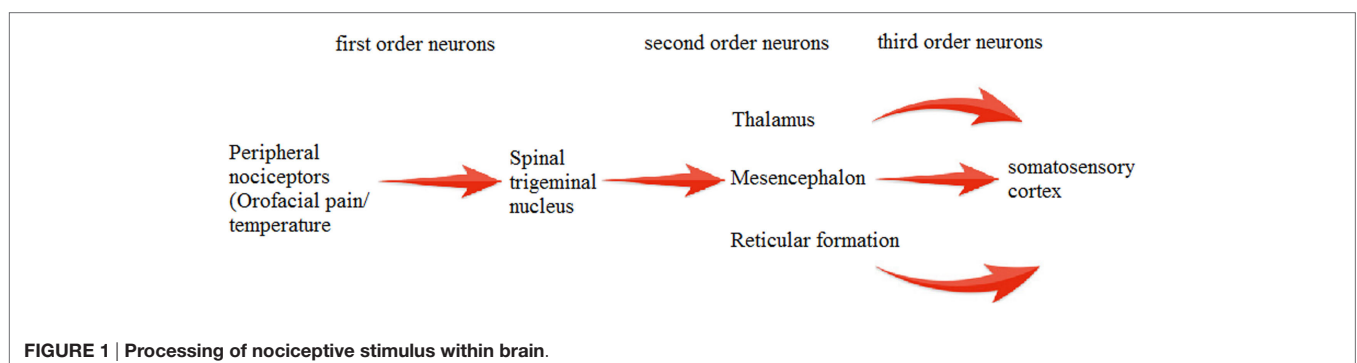 first order neurons
second order neurons
third order neurons
Peripheral
nociceptors
(Orofacial pain/
temperature
Spinal
trigeminal
nucleus
Thalamus
Mesencephalon
Reticular formation
somatosensory
cortex
FIGURE 1 | Processing of nociceptive stimulus within brain.